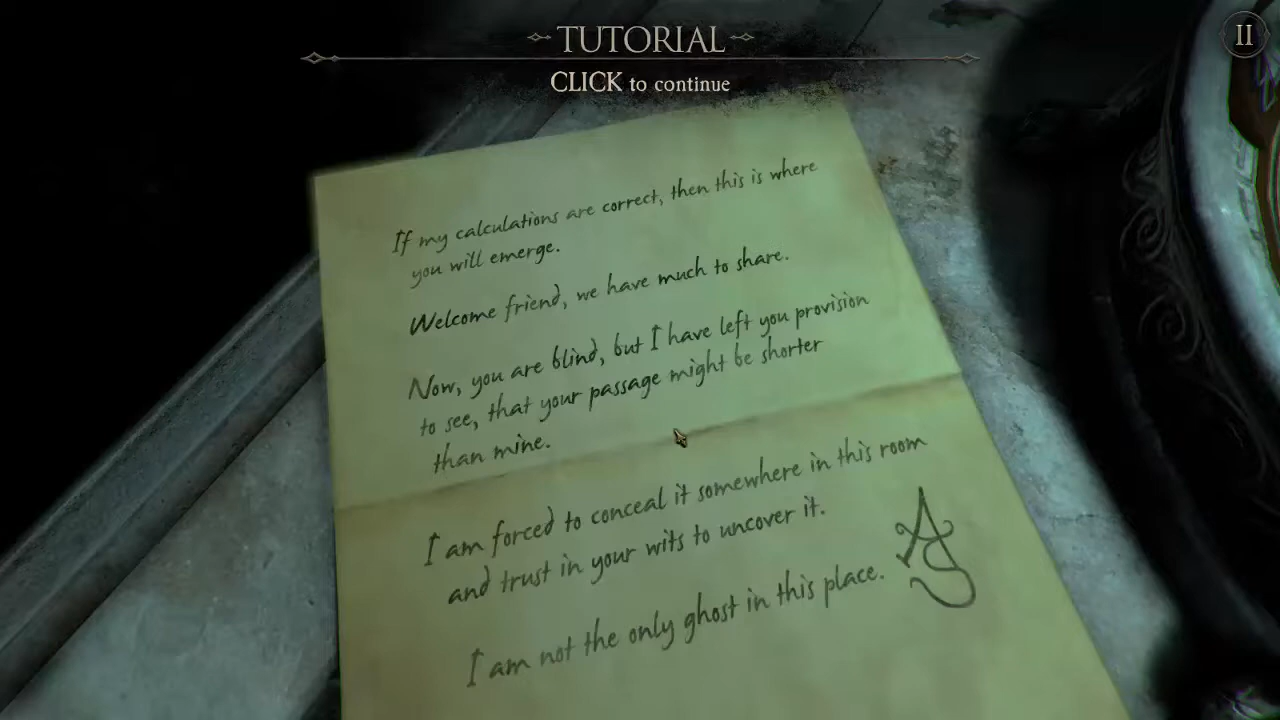 TUTORIAL
CLICK to continue
II
If my calculations are correct, then this is where
you will emerge.
Welcome friend, we have much to share.
Now, you are blind, but I have left you provision
to see, that your passage might be shorter
than mine.
I am forced to conceal it somewhere in this room
and trust in your wits to uncover it.
I am not the only ghost in this place.
AS